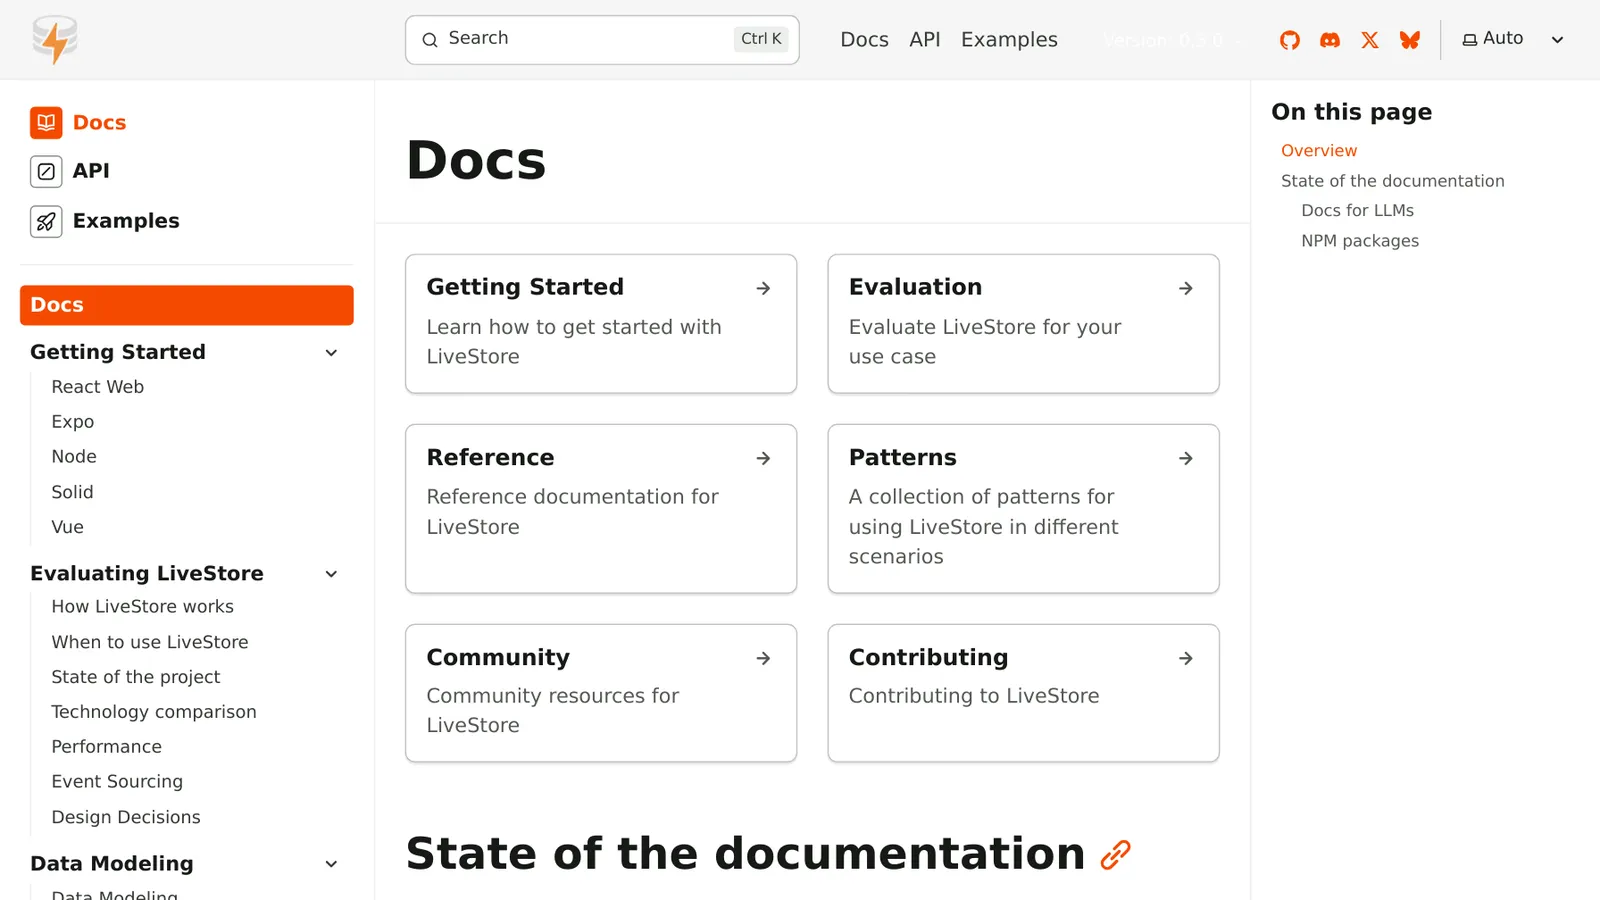 Search
Ctrl K
Docs
API
Examples
Auto
Docs
API
Examples
Docs
Getting Started
React Web
Expo
Node
Solid
Vue
Evaluating LiveStore
How LiveStore works
When to use LiveStore
State of the project
Technology comparison
Performance
Event Sourcing
Design Decisions
Data Modeling
Data Modeling
Docs
Getting Started
Learn how to get started with
LiveStore
Evaluation
Evaluate LiveStore for your
use case
Reference
Reference documentation for
LiveStore
Patterns
A collection of patterns for
using LiveStore in different
scenarios
Community
Community resources for
LiveStore
Contributing
Contributing to LiveStore
State of the documentation
On this page
Overview
State of the documentation
Docs for LLMs
NPM packages